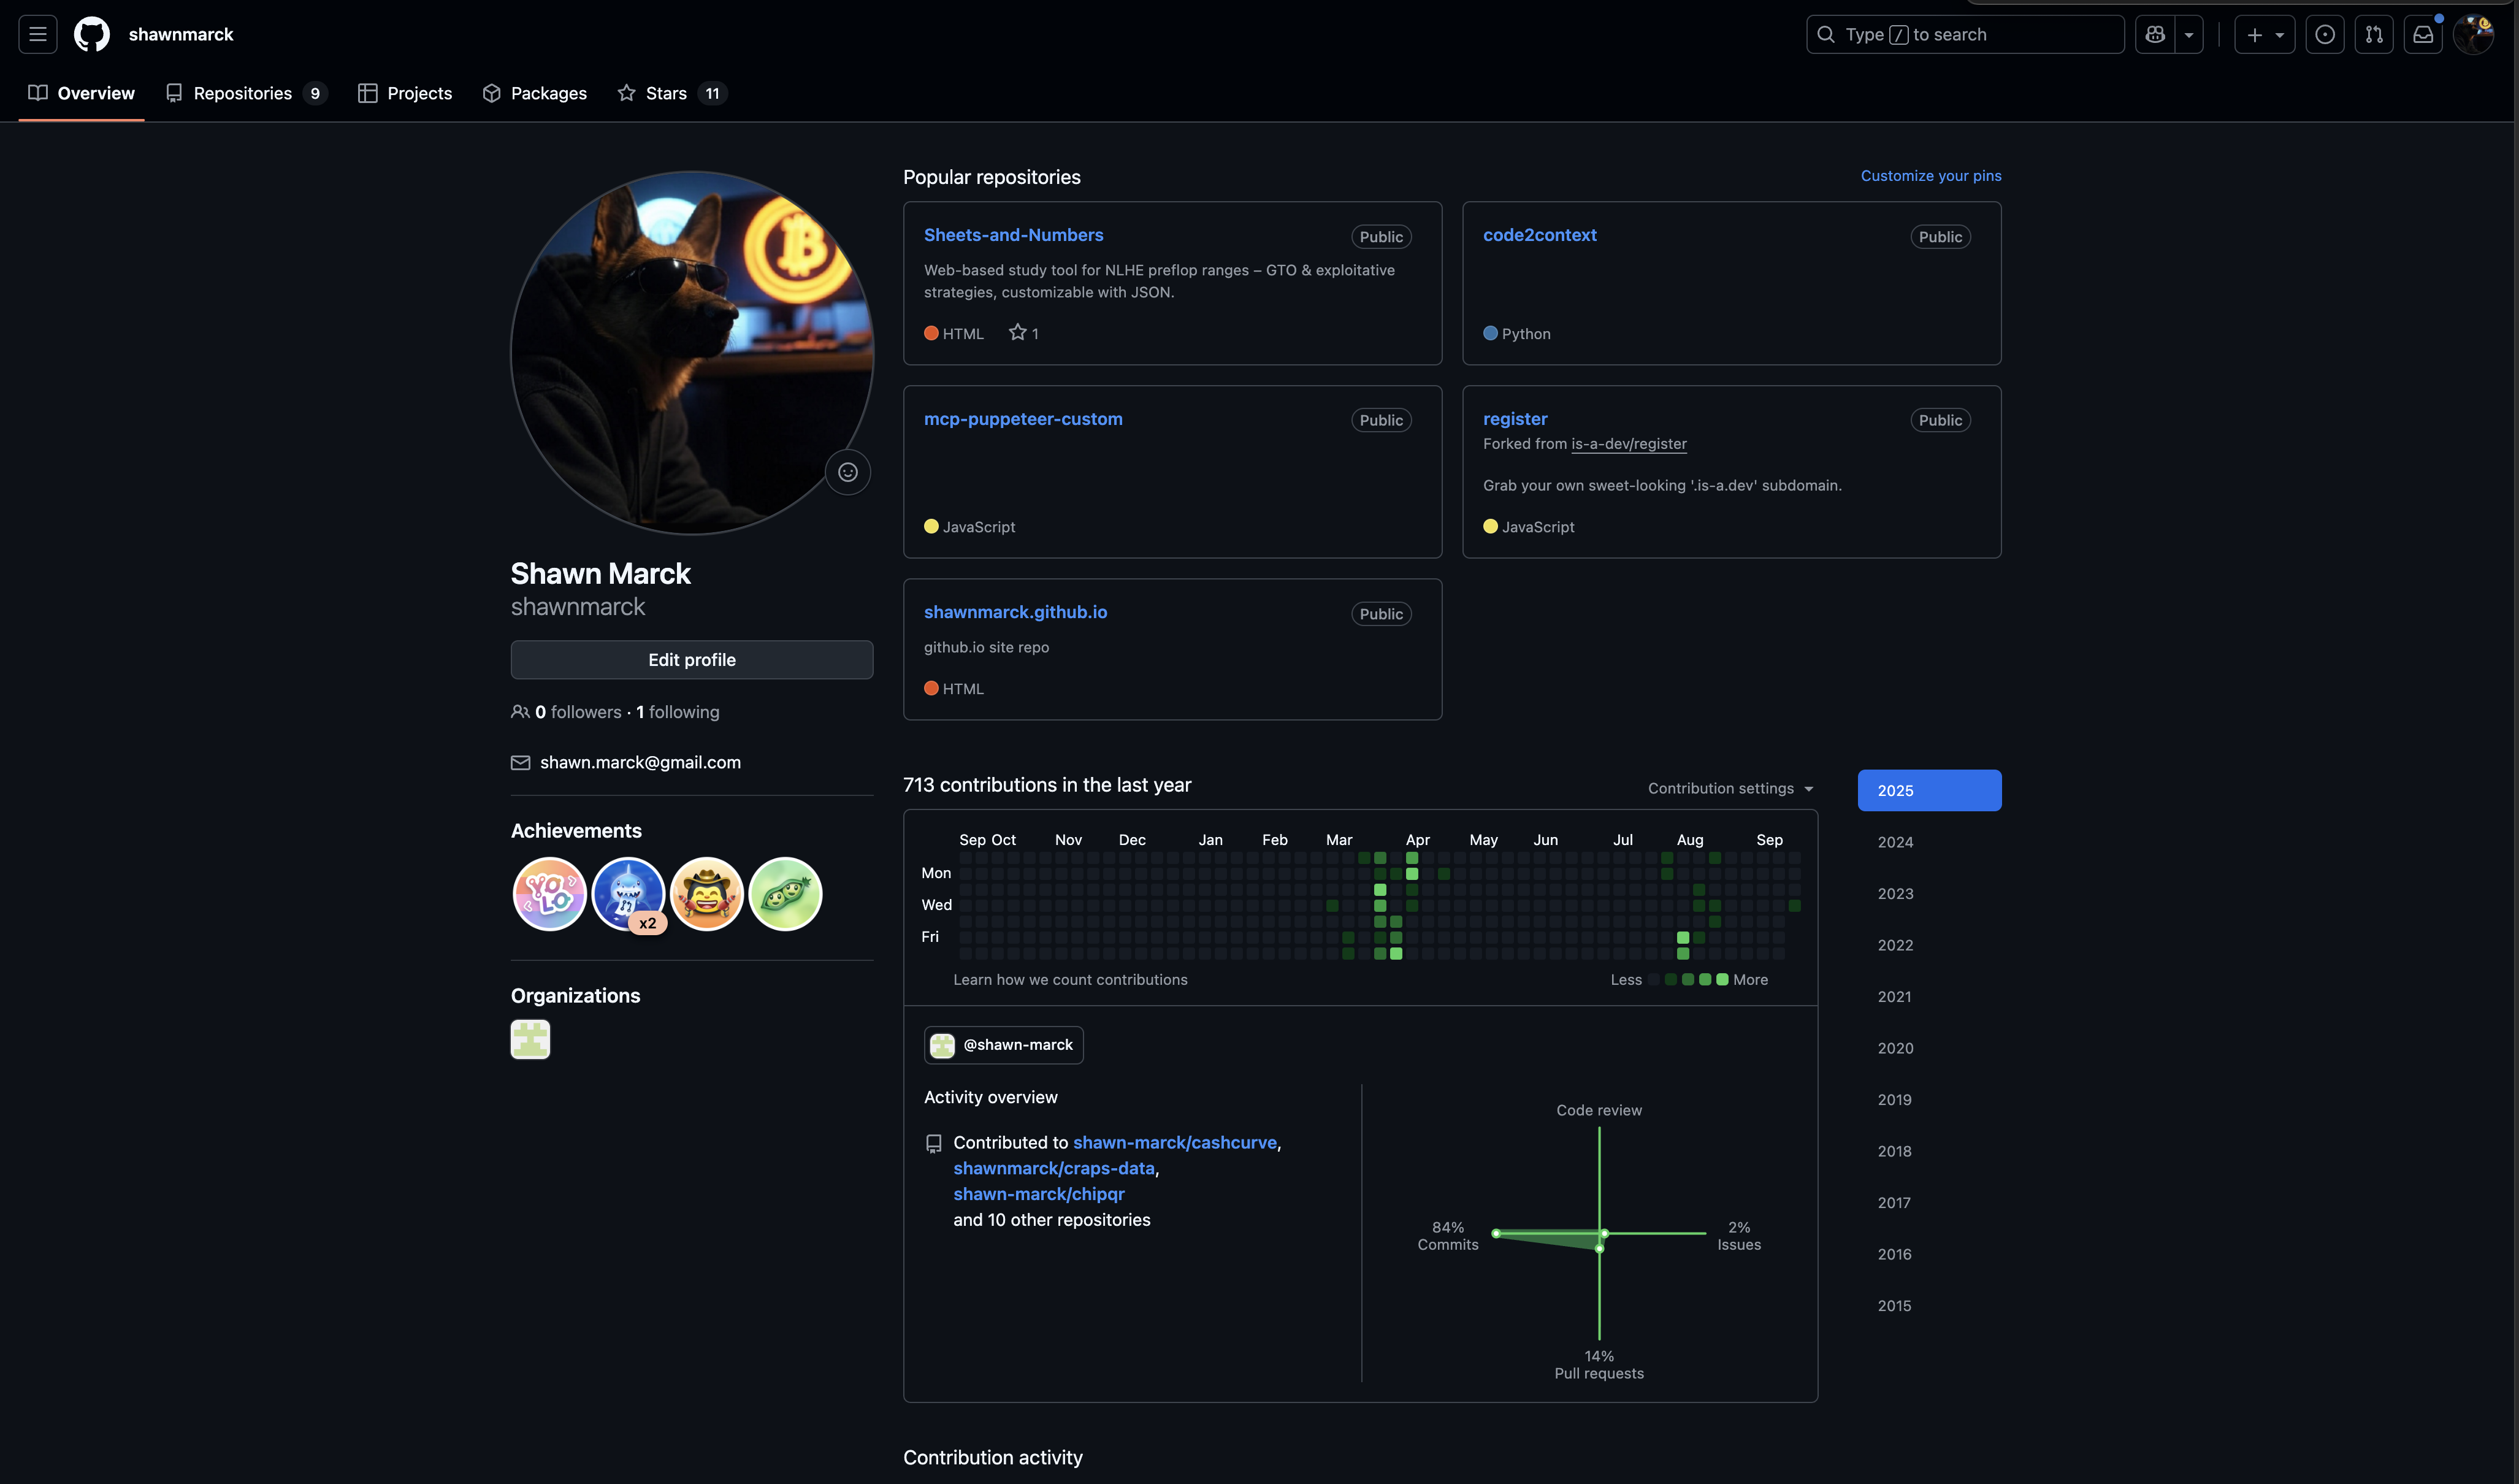 shawnmarck
Type / to search
Overview
Repositories 9
Projects
Packages
Stars 11
Shawn Marck
shawnmarck
Edit profile
0 followers · 1 following
shawn.marck@gmail.com
Achievements
YOLO
x2
Organizations
Popular repositories
Customize your pins
Sheets-and-Numbers
Public
Web-based study tool for NLHE preflop ranges – GTO & exploitative
strategies, customizable with JSON.
HTML 1
code2context
Public
Python
mcp-puppeteer-custom
Public
JavaScript
register
Public
Forked from is-a-dev/register
Grab your own sweet-looking '.is-a.dev' subdomain.
JavaScript
shawnmarck.github.io
Public
github.io site repo
HTML
713 contributions in the last year
Contribution settings
Sep Oct Nov Dec Jan Feb Mar Apr May Jun Jul Aug Sep
Mon
Wed
Fri
Learn how we count contributions
Less More
@shawn-marck
Activity overview
Contributed to shawn-marck/cashcurve,
shawnmarck/craps-data,
shawn-marck/chipqr
and 10 other repositories
Code review
84%
Commits
2%
Issues
14%
Pull requests
2025
2024
2023
2022
2021
2020
2019
2018
2017
2016
2015
Contribution activity